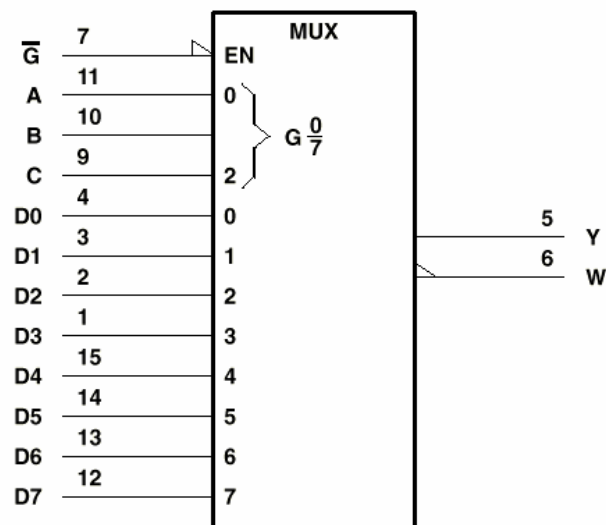 MUX
G 7 EN
A 11 0
B 10 G 0/7
C 9 2
D0 4 0
D1 3 1
5 Y
D2 2 2
6 W
D3 1 3
D4 15 4
D5 14 5
D6 13 6
D7 12 7